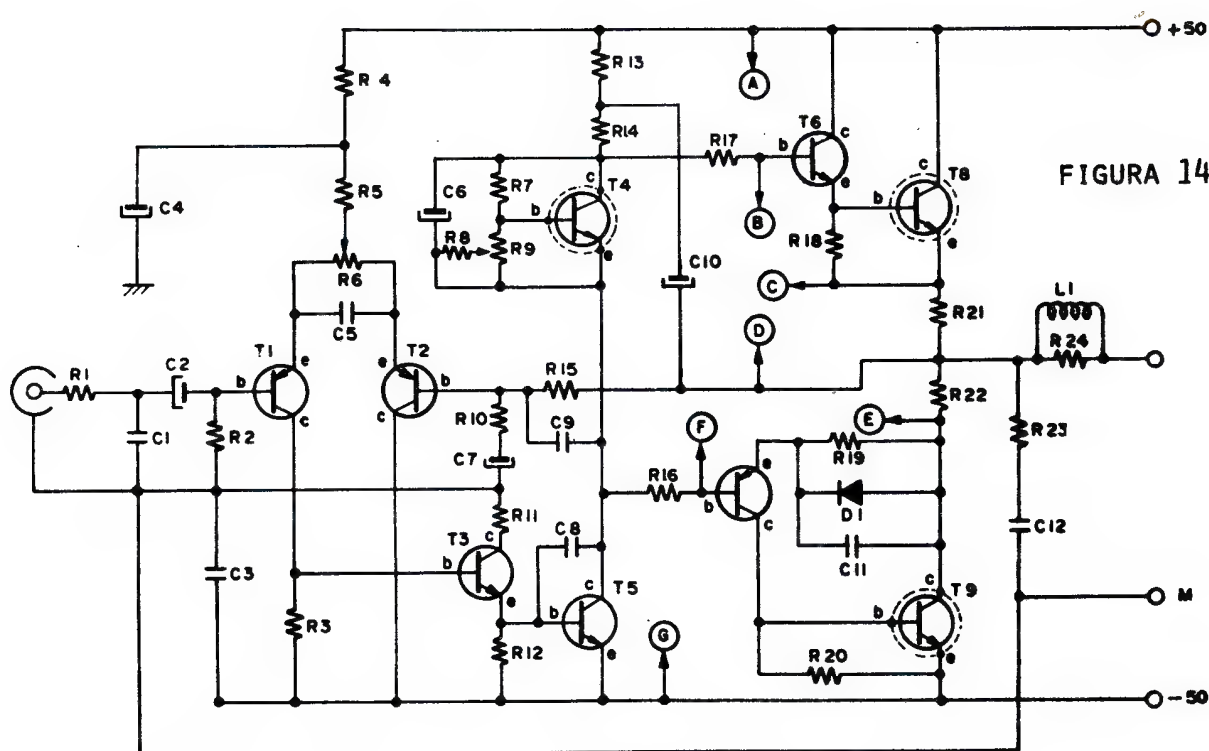 +50
R4
R13
A
R14
T6
c
R17
b
e
B
T8
c
b
e
FIGURA 14
R5
C4
C6
R7
c
T4
b
R8
R9
e
C10
R18
C
R21
L1
R24
R6
C5
D
T1
e
e
T2
R1
C2
b
c
b
c
R15
R22
E
R10
C9
R23
C1
R2
C7
F
e
R19
R16
b
c
D1
C12
R11
C8
C11
T3
c
b
e
C3
c
T5
b
e
c
T9
b
e
M
R3
R12
G
R20
-50